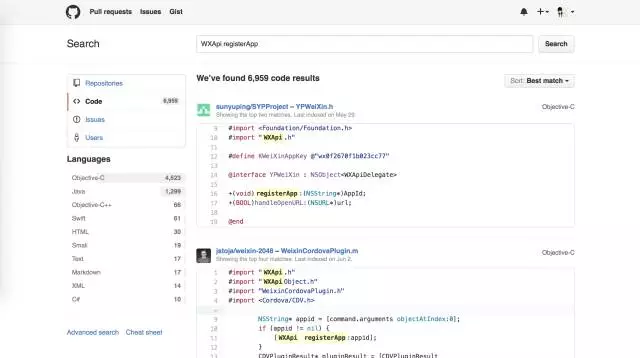 Pull requests Issues Gist
Search
WXApi registerApp
Search
Repositories
Code 6,959
Issues
Users
Languages
Objective-C 4,523
Java 1,299
Objective-C++ 66
Swift 61
HTML 30
Smali 19
Text 17
Markdown 17
XML 14
C# 10
Advanced search Cheat sheet
We've found 6,959 code results
Sort: Best match
sunyuping/SYPProject – YPWeiXin.h
Objective-C
Showing the top two matches. Last indexed on May 29
9 #import <Foundation/Foundation.h>
10 #import "WXApi.h"
11
12 #define KWeiXinAppKey @"wx0f2670f1b023cc77"
13
14 @interface YPWeiXin : NSObject<WXApiDelegate>
15
16 +(void)registerApp:(NSString*)AppId;
17 +(BOOL)handleOpenURL:(NSURL*)url;
18
19 @end
jstoja/weixin-2048 – WeixinCordovaPlugin.m
Objective-C
Showing the top four matches. Last indexed on Jun 2.
1 #import "WXApi.h"
2 #import "WXApiObject.h"
3 #import "WeixinCordovaPlugin.h"
4 #import <Cordova/CDV.h>
9 NSString* appid = [command.arguments objectAtIndex:0];
10 if (appid != nil) {
11 [WXApi registerApp:appid];
12 }
13 CDVPluginResult* pluginResult = [CDVPluginResult